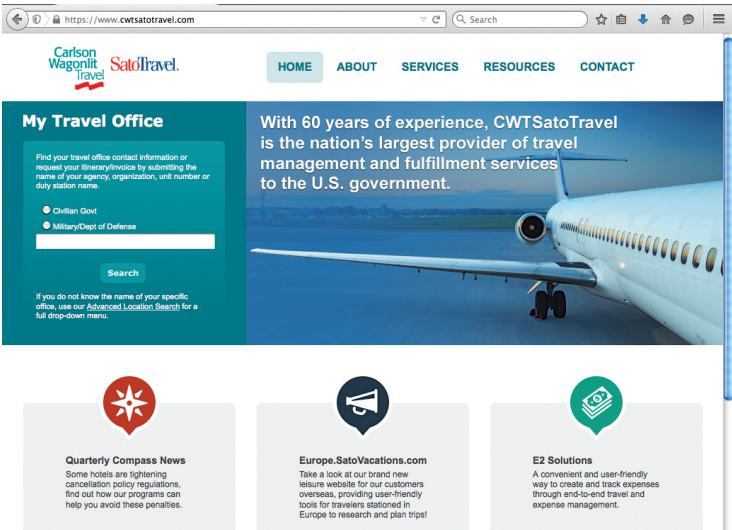 https://www.cwtsatotravel.com
Search
Carlson
Wagonlit
Travel
SatoTravel.
HOME
ABOUT
SERVICES
RESOURCES
CONTACT
My Travel Office
Find your travel office contact information or
request your itinerary/invoice by submitting the
name of your agency, organization, unit number or
duty station name.
Civilian Govt
Military/Dept of Defense
Search
If you do not know the name of your specific
office, use our Advanced Location Search for a
full drop-down menu.
With 60 years of experience, CWTSatoTravel
is the nation's largest provider of travel
management and fulfillment services
to the U.S. government.
Quarterly Compass News
Some hotels are tightening
cancellation policy regulations,
find out how our programs can
help you avoid these penalties.
Europe.SatoVacations.com
Take a look at our brand new
leisure website for our customers
overseas, providing user-friendly
tools for travelers stationed in
Europe to research and plan trips!
E2 Solutions
A convenient and user-friendly
way to create and track expenses
through end-to-end travel and
expense management.